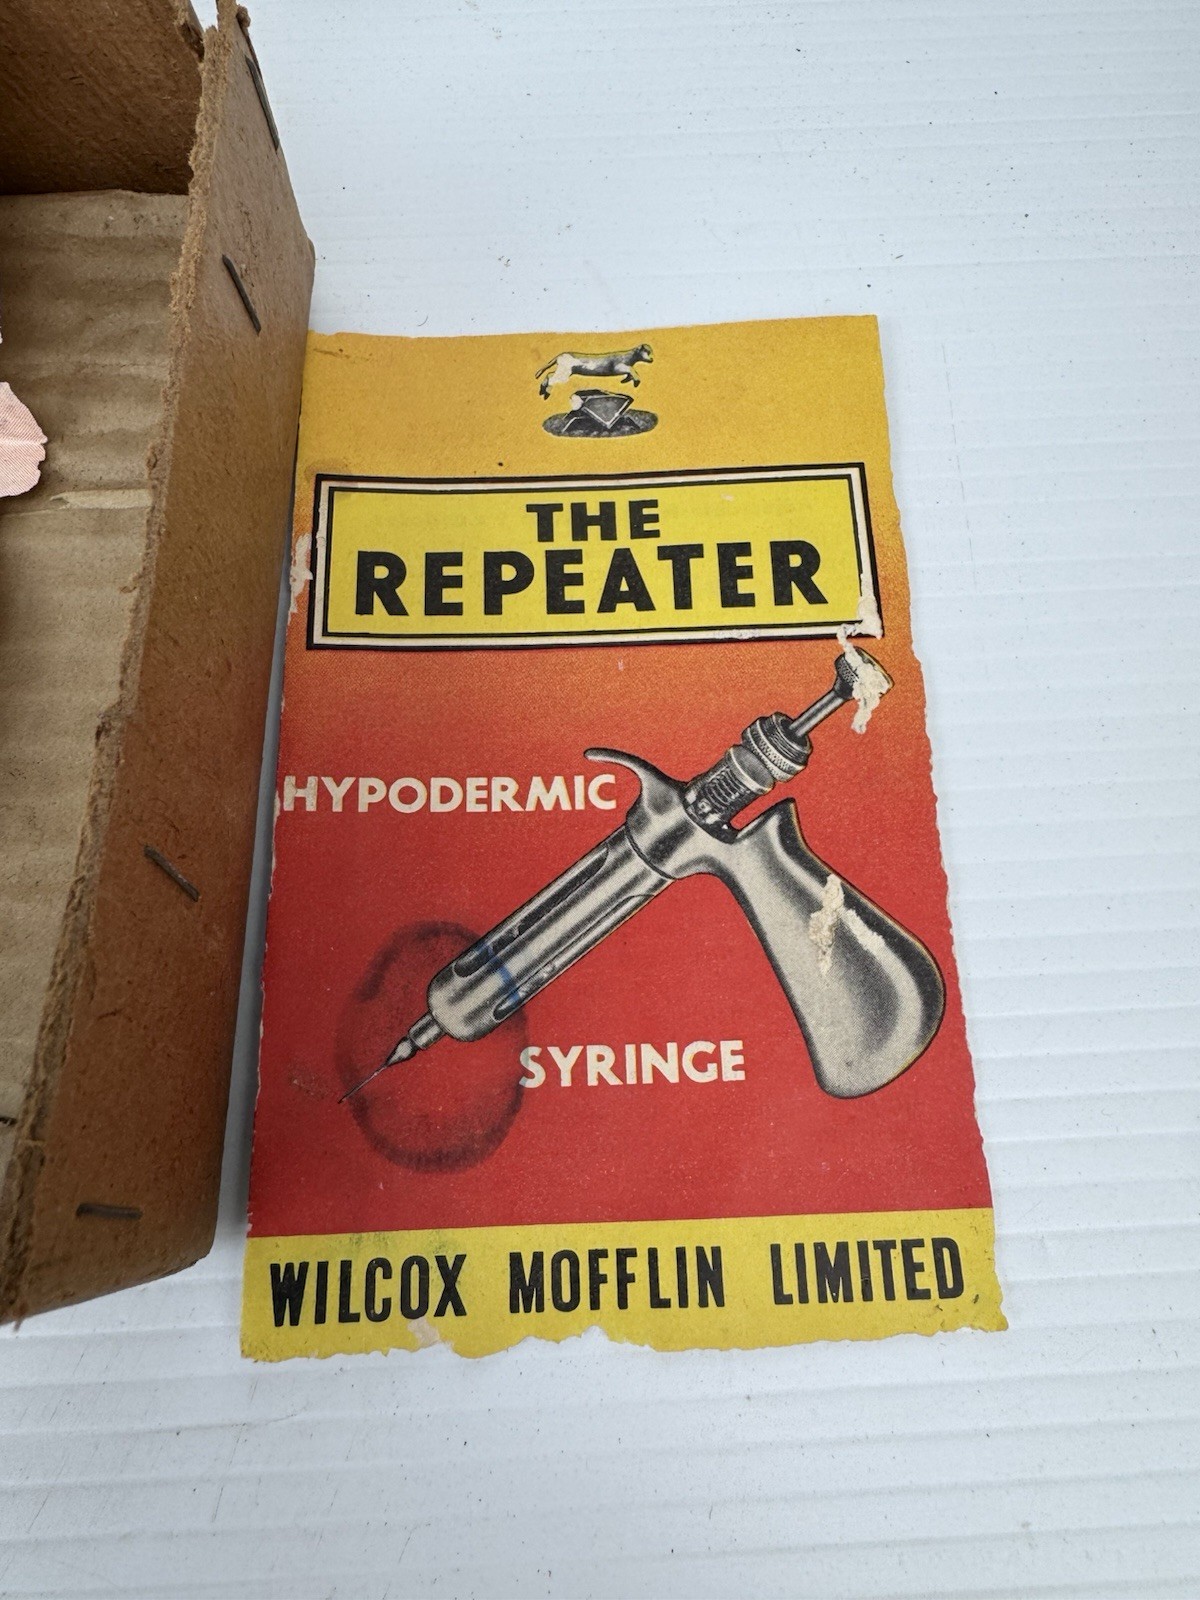 THE
REPEATER
HYPODERMIC
SYRINGE
WILCOX MOFFLIN LIMITED